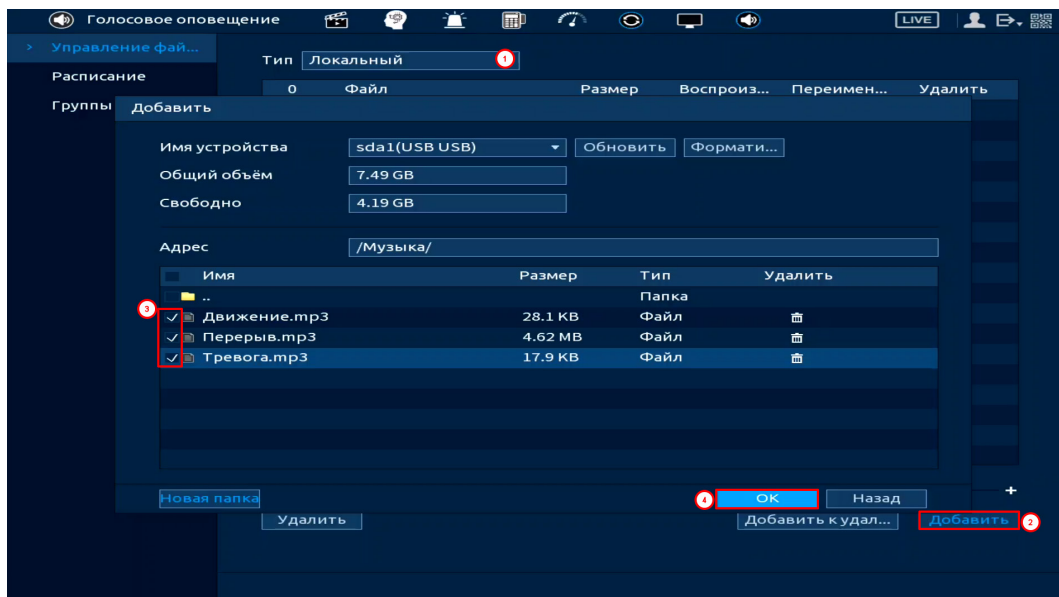 Голосовое оповещение LIVE
> Управление фай...
Тип Локальный 1
Расписание
0 Файл Размер Воспроиз... Переимен... Удалить
Группы
Добавить
Имя устройства sda1(USB USB) Обновить Формати...
Общий объём 7.49 GB
Свободно 4.19 GB
Адрес /Музыка/
Имя Размер Тип Удалить
.. Папка
3
Движение.mp3 28.1 KB Файл
Перерыв.mp3 4.62 MB Файл
Тревога.mp3 17.9 KB Файл
Новая папка 4 OK Назад
Удалить Добавить к удал... Добавить 2